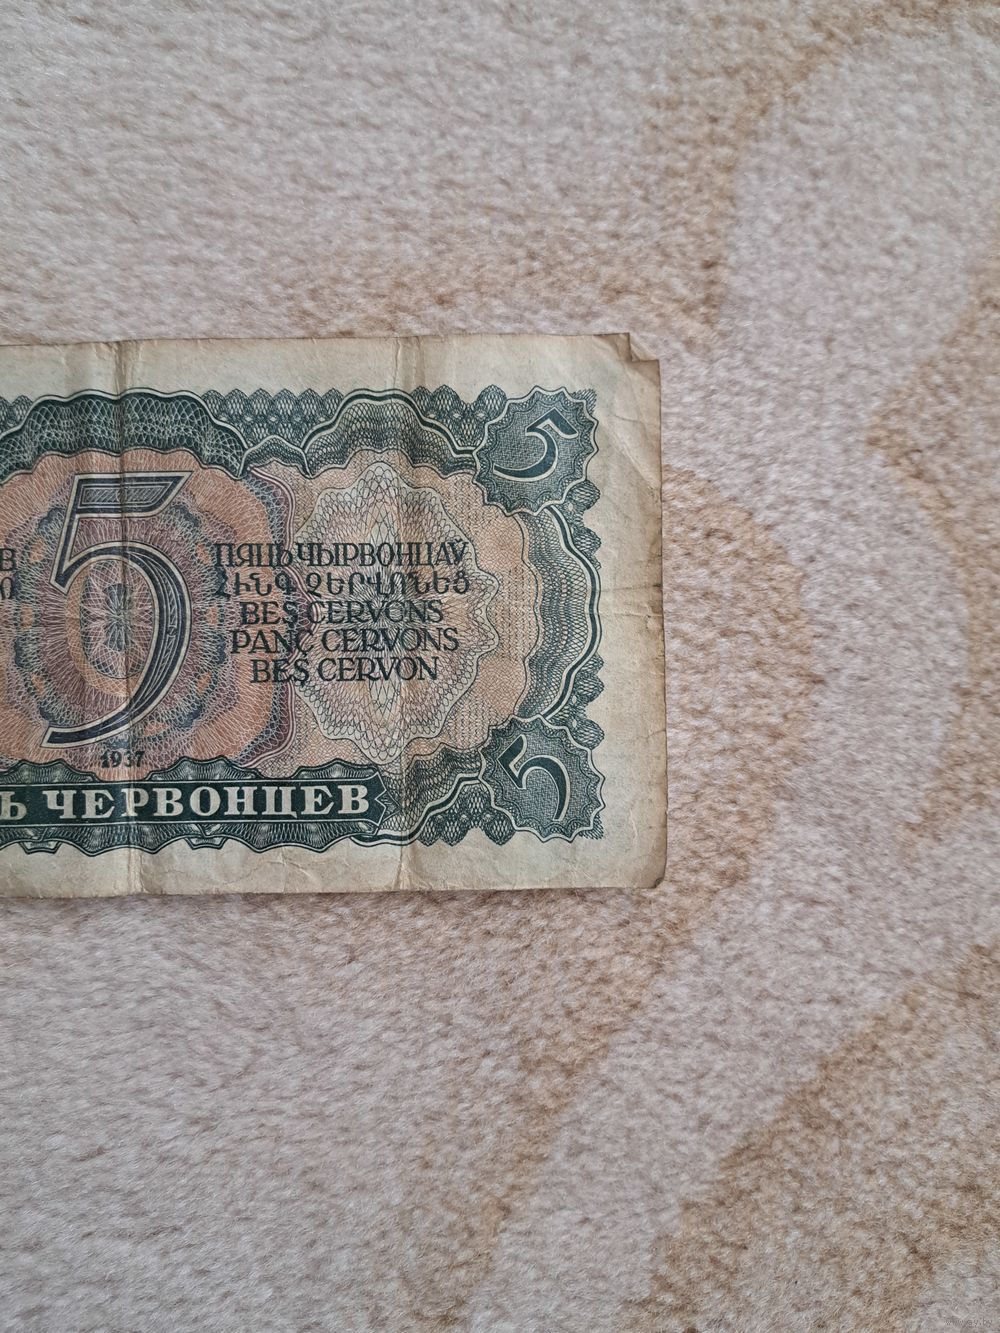 5
5
В
Ю
ПЯЦЬ ЧЫРВОНЦАЎ
ՀԻՆԳ ՉԵՐՎՈՆԵՑ
BEŞ CERVONS
PANÇ CERVONS
BEŞ CERVON
1937
Ь ЧЕРВОНЦЕВ
5